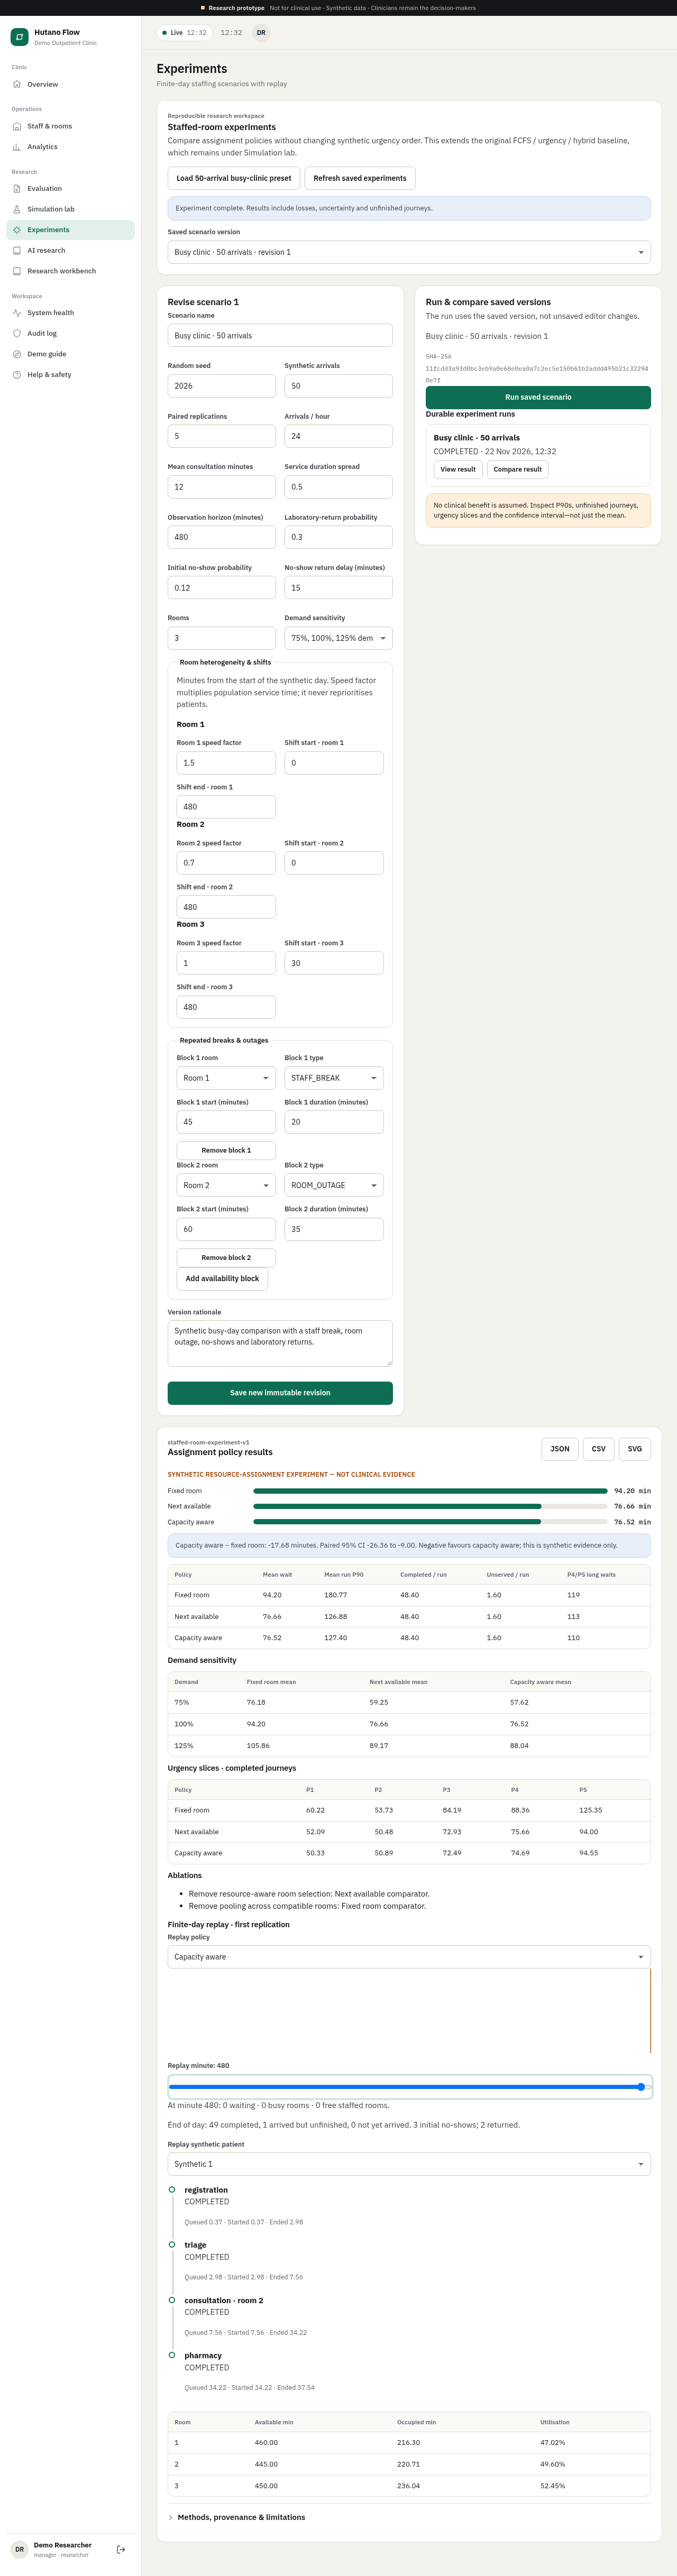 Research prototype Not for clinical use · Synthetic data · Clinicians remain the decision-makers
Hutano Flow
Demo Outpatient Clinic
Clinic
Overview
Operations
Staff & rooms
Analytics
Research
Evaluation
Simulation lab
Experiments
AI research
Research workbench
Workspace
System health
Audit log
Demo guide
Help & safety
DR
Demo Researcher
manager · researcher
Live 12:32 12:32 DR
Experiments
Finite-day staffing scenarios with replay
Reproducible research workspace
Staffed-room experiments
Compare assignment policies without changing synthetic urgency order. This extends the original FCFS / urgency / hybrid baseline,
which remains under Simulation lab.
Load 50-arrival busy-clinic preset Refresh saved experiments
Experiment complete. Results include losses, uncertainty and unfinished journeys.
Saved scenario version
Busy clinic · 50 arrivals · revision 1
Revise scenario 1
Scenario name
Busy clinic · 50 arrivals
Random seed Synthetic arrivals
2026 50
Paired replications Arrivals / hour
5 24
Mean consultation minutes Service duration spread
12 0.5
Observation horizon (minutes) Laboratory-return probability
480 0.3
Initial no-show probability No-show return delay (minutes)
0.12 15
Rooms Demand sensitivity
3 75%, 100%, 125% dem
Room heterogeneity & shifts
Minutes from the start of the synthetic day. Speed factor
multiplies population service time; it never reprioritises
patients.
Room 1
Room 1 speed factor Shift start · room 1
1.5 0
Shift end · room 1
480
Room 2
Room 2 speed factor Shift start · room 2
0.7 0
Shift end · room 2
480
Room 3
Room 3 speed factor Shift start · room 3
1 30
Shift end · room 3
480
Repeated breaks & outages
Block 1 room Block 1 type
Room 1 STAFF_BREAK
Block 1 start (minutes) Block 1 duration (minutes)
45 20
Remove block 1
Block 2 room Block 2 type
Room 2 ROOM_OUTAGE
Block 2 start (minutes) Block 2 duration (minutes)
60 35
Remove block 2
Add availability block
Version rationale
Synthetic busy-day comparison with a staff break, room
outage, no-shows and laboratory returns.
Save new immutable revision
Run & compare saved versions
The run uses the saved version, not unsaved editor changes.
Busy clinic · 50 arrivals · revision 1
SHA-256
Run saved scenario
Durable experiment runs
Busy clinic · 50 arrivals
COMPLETED · 22 Nov 2026, 12:32
View result Compare result
No clinical benefit is assumed. Inspect P90s, unfinished journeys,
urgency slices and the confidence interval—not just the mean.
staffed-room-experiment-v1
Assignment policy results
JSON CSV SVG
SYNTHETIC RESOURCE-ASSIGNMENT EXPERIMENT — NOT CLINICAL EVIDENCE
Fixed room 94.20 min
Next available 76.66 min
Capacity aware 76.52 min
Capacity aware − fixed room: -17.68 minutes. Paired 95% CI -26.36 to -9.00. Negative favours capacity aware; this is synthetic evidence only.
Policy Mean wait Mean run P90 Completed / run Unserved / run P4/P5 long waits
Fixed room 94.20 180.77 48.40 1.60 119
Next available 76.66 126.88 48.40 1.60 113
Capacity aware 76.52 127.40 48.40 1.60 110
Demand sensitivity
Demand Fixed room mean Next available mean Capacity aware mean
75% 76.18 59.25 57.62
100% 94.20 76.66 76.52
125% 105.86 89.17 88.04
Urgency slices · completed journeys
Policy P1 P2 P3 P4 P5
Fixed room 60.22 53.73 84.19 88.36 125.35
Next available 52.09 50.48 72.93 75.66 94.00
Capacity aware 50.33 50.89 72.49 74.69 94.55
Ablations
• Remove resource-aware room selection: Next available comparator.
• Remove pooling across compatible rooms: Fixed room comparator.
Finite-day replay · first replication
Replay policy
Capacity aware
Replay minute: 480
At minute 480: 0 waiting · 0 busy rooms · 0 free staffed rooms.
End of day: 49 completed, 1 arrived but unfinished, 0 not yet arrived. 3 initial no-shows; 2 returned.
Replay synthetic patient
Synthetic 1
registration
COMPLETED
Queued 0.37 · Started 0.37 · Ended 2.98
triage
COMPLETED
Queued 2.98 · Started 2.98 · Ended 7.56
consultation · room 2
COMPLETED
Queued 7.56 · Started 7.56 · Ended 34.22
pharmacy
COMPLETED
Queued 34.22 · Started 34.22 · Ended 37.54
Room Available min Occupied min Utilisation
1 460.00 216.30 47.02%
2 445.00 220.71 49.60%
3 450.00 236.04 52.45%
Methods, provenance & limitations